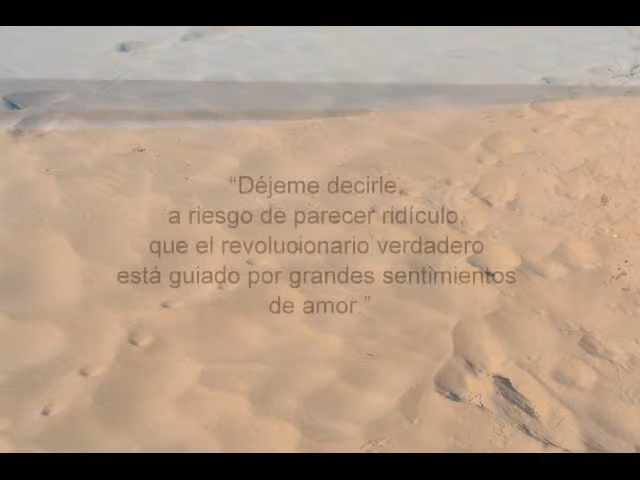 “Déjeme decirle,
a riesgo de parecer ridículo,
que el revolucionario verdadero
está guiado por grandes sentimientos
de amor.”